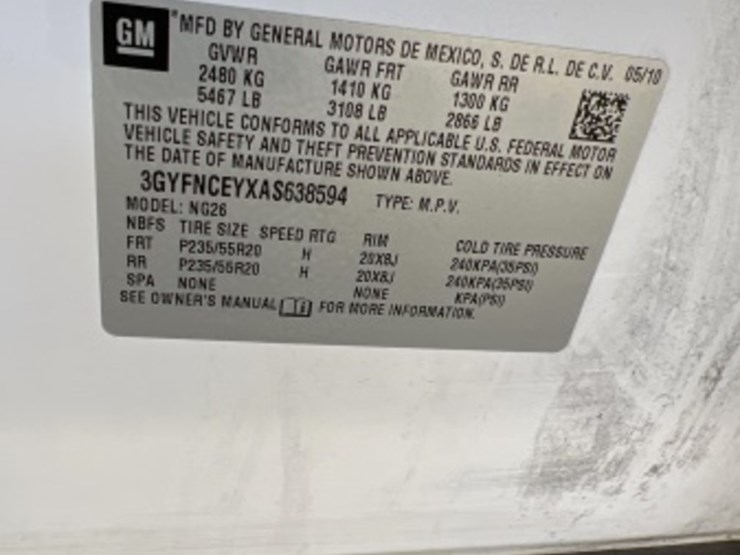 GM *MFD BY GENERAL MOTORS DE MEXICO, S. DE R.L. DE C.V. 05/10
GVWR GAWR FRT GAWR RR
2480 KG 1410 KG 1300 KG
5467 LB 3108 LB 2866 LB
THIS VEHICLE CONFORMS TO ALL APPLICABLE U.S. FEDERAL MOTOR
VEHICLE SAFETY AND THEFT PREVENTION STANDARDS IN EFFECT ON
THE DATE OF MANUFACTURE SHOWN ABOVE.
3GYFNCEYXAS638594 TYPE: M.P.V.
MODEL: NG26
NBFS TIRE SIZE SPEED RTG RIM COLD TIRE PRESSURE
FRT P235/55R20 H 20X8J 240KPA(35PSI)
RR P235/55R20 H 20X8J 240KPA(35PSI)
SPA NONE NONE KPA(PSI)
SEE OWNER'S MANUAL FOR MORE INFORMATION.